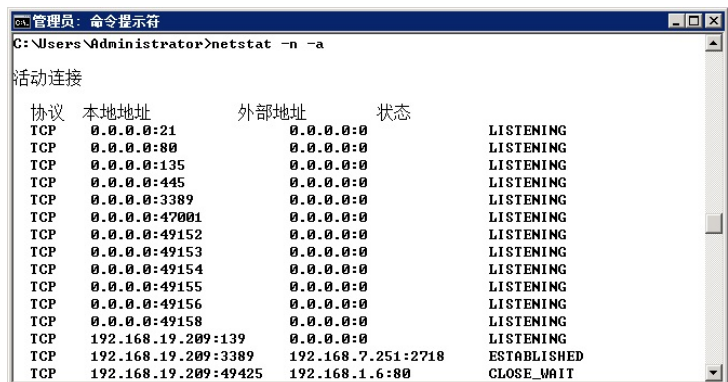 管理员: 命令提示符
C:\Users\Administrator>netstat -n -a
活动连接
协议 本地地址 外部地址 状态
TCP 0.0.0.0:21 0.0.0.0:0 LISTENING
TCP 0.0.0.0:80 0.0.0.0:0 LISTENING
TCP 0.0.0.0:135 0.0.0.0:0 LISTENING
TCP 0.0.0.0:445 0.0.0.0:0 LISTENING
TCP 0.0.0.0:3389 0.0.0.0:0 LISTENING
TCP 0.0.0.0:47001 0.0.0.0:0 LISTENING
TCP 0.0.0.0:49152 0.0.0.0:0 LISTENING
TCP 0.0.0.0:49153 0.0.0.0:0 LISTENING
TCP 0.0.0.0:49154 0.0.0.0:0 LISTENING
TCP 0.0.0.0:49155 0.0.0.0:0 LISTENING
TCP 0.0.0.0:49156 0.0.0.0:0 LISTENING
TCP 0.0.0.0:49158 0.0.0.0:0 LISTENING
TCP 192.168.19.209:139 0.0.0.0:0 LISTENING
TCP 192.168.19.209:3389 192.168.7.251:2718 ESTABLISHED
TCP 192.168.19.209:49425 192.168.1.6:80 CLOSE_WAIT